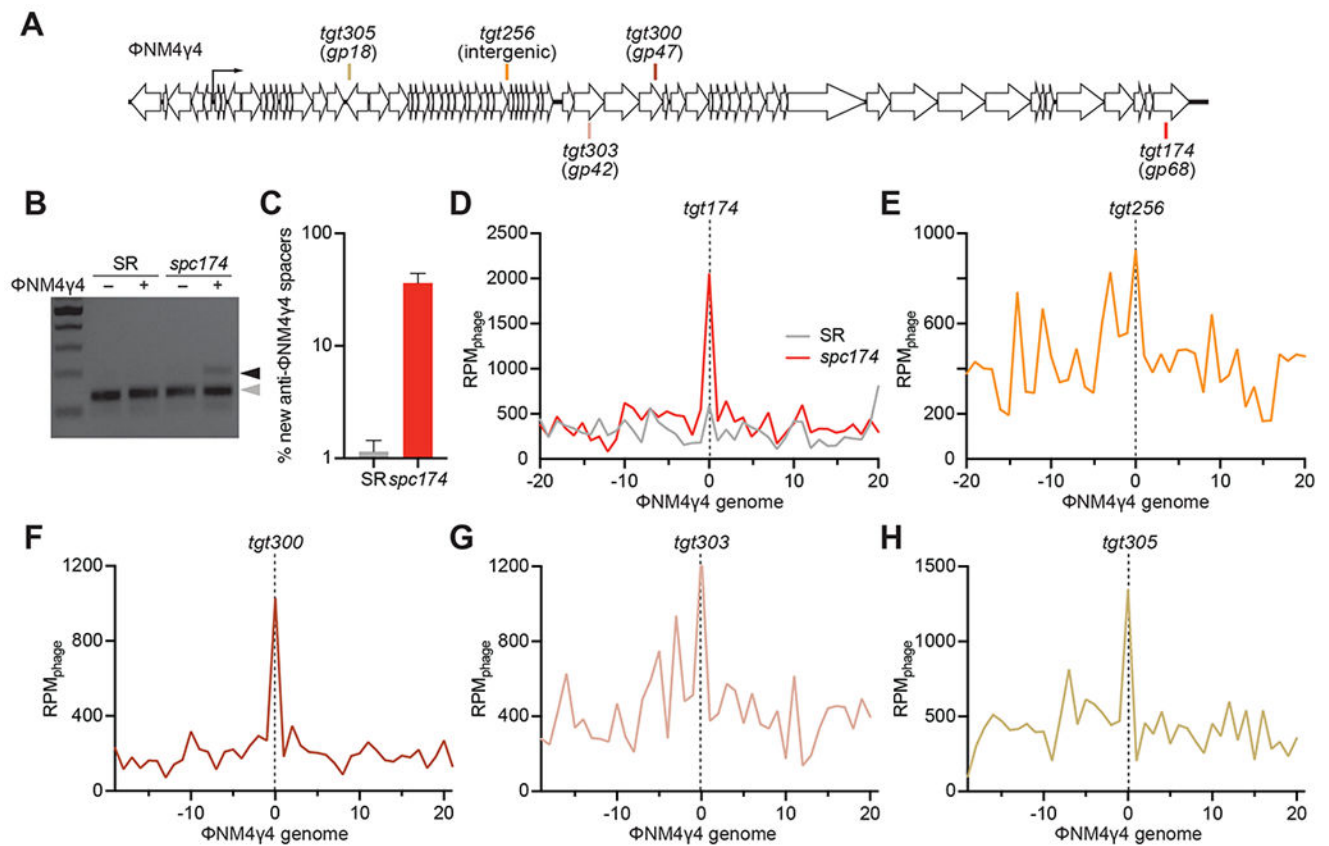 A
ΦNM4γ4
tgt305
(gp18)
tgt256
(intergenic)
tgt300
(gp47)
tgt303
(gp42)
tgt174
(gp68)
B
SR spc174
ΦNM4γ4 – + – +
C
% new anti-ΦNM4γ4 spacers
100
10
1
SR spc174
D
tgt174
RPMphage
2500
2000
1500
1000
500
0
SR
spc174
-20 -10 0 10 20
ΦNM4γ4 genome
E
tgt256
RPMphage
1000
600
400
200
0
-20 -10 0 10 20
ΦNM4γ4 genome
F
tgt300
RPMphage
1200
800
400
0
-10 0 10 20
ΦNM4γ4 genome
G
tgt303
RPMphage
1200
800
400
0
-10 0 10 20
ΦNM4γ4 genome
H
tgt305
RPMphage
1500
1000
500
0
-10 0 10 20
ΦNM4γ4 genome